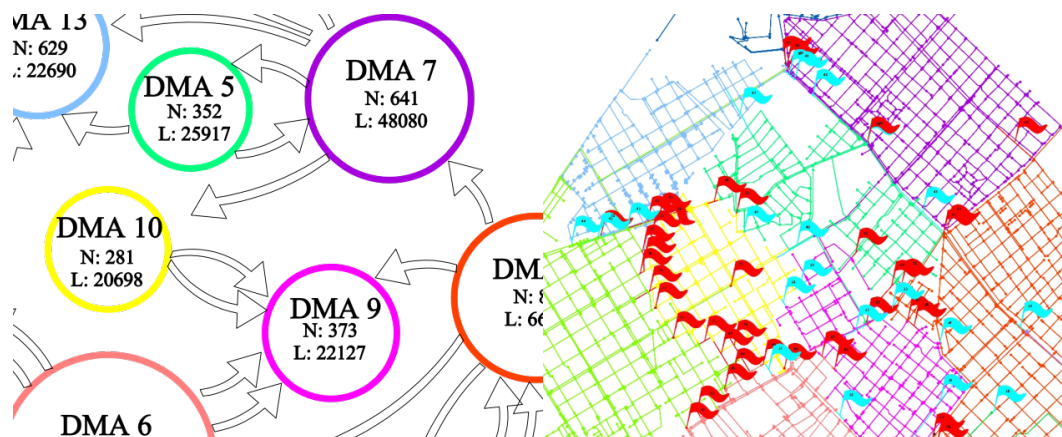 MA 13
N: 629
L: 22690
DMA 5
N: 352
L: 25917
DMA 7
N: 641
L: 48080
DMA 10
N: 281
L: 20698
DMA 9
N: 373
L: 22127
DMA
N: 8
L: 66
DMA 6